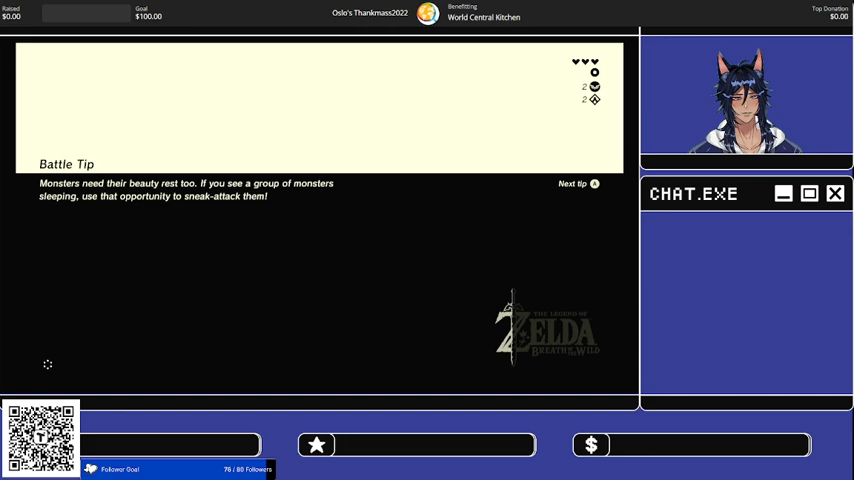 Raised
$0.00
Goal
$100.00
Oslo's Thankmass2022
Benefitting
World Central Kitchen
Top Donation
$0.00
2
2
Battle Tip
Monsters need their beauty rest too. If you see a group of monsters
sleeping, use that opportunity to sneak-attack them!
Next tip A
CHAT.EXE
THE LEGEND OF
ZELDA
BREATH OF THE WILD
T
$
Follower Goal
76 / 80 Followers